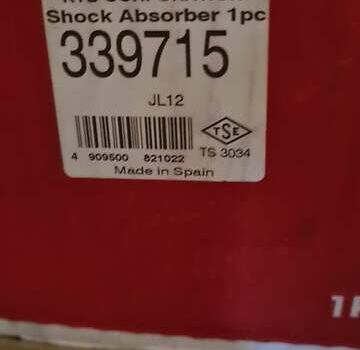 Shock Absorber 1pc
339715
JL12
TSE
4 909500 821022
TS 3034
Made in Spain